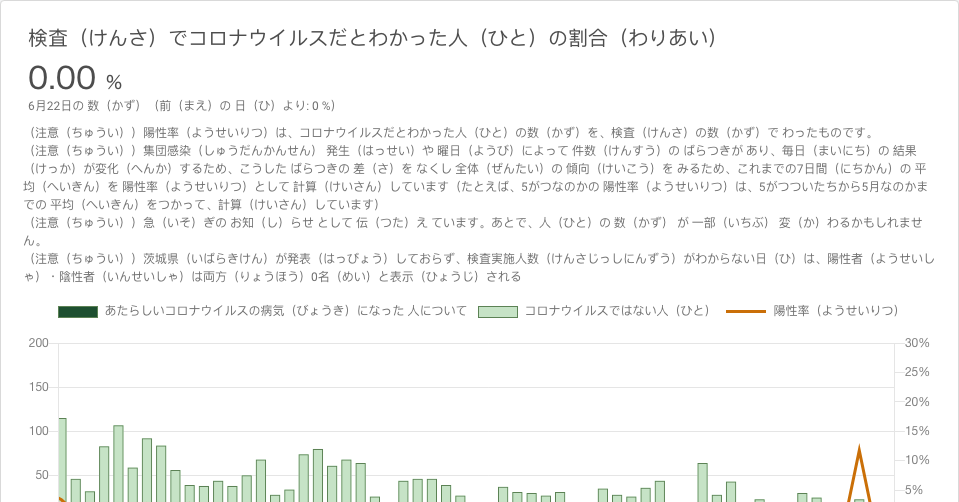 検査（けんさ）でコロナウイルスだとわかった人（ひと）の割合（わりあい）
0.00 %
6月22日の 数（かず）（前（まえ）の 日（ひ）より: 0 %）
（注意（ちゅうい））陽性率（ようせいりつ）は、コロナウイルスだとわかった人（ひと）の数（かず）を、検査（けんさ）の数（かず）で わったものです。
（注意（ちゅうい））集団感染（しゅうだんかんせん） 発生（はっせい）や 曜日（ようび）によって 件数（けんすう）の ばらつきが あり、毎日（まいにち）の 結果
（けっか）が変化（へんか）するため、こうした ばらつきの 差（さ）を なくし 全体（ぜんたい）の 傾向（けいこう）を みるため、これまでの7日間（にちかん）の 平
均（へいきん）を 陽性率（ようせいりつ）として 計算（けいさん）しています（たとえば、5がつなのかの 陽性率（ようせいりつ）は、5がつついたちから5月なのかま
での 平均（へいきん）をつかって、計算（けいさん）しています）
（注意（ちゅうい））急（いそ）ぎの お知（し）らせ として 伝（つた）え ています。あとで、人（ひと）の 数（かず） が 一部（いちぶ） 変（か）わるかもしれませ
ん。
（注意（ちゅうい））茨城県（いばらきけん）が発表（はっぴょう）しておらず、検査実施人数（けんさじっしにんずう）がわからない日（ひ）は、陽性者（ようせいし
ゃ）・陰性者（いんせいしゃ）は両方（りょうほう）0名（めい）と表示（ひょうじ）される
あたらしいコロナウイルスの病気（びょうき）になった 人について コロナウイルスではない人（ひと） 陽性率（ようせいりつ）
200 30%
25%
150
20%
100 15%
10%
50
5%